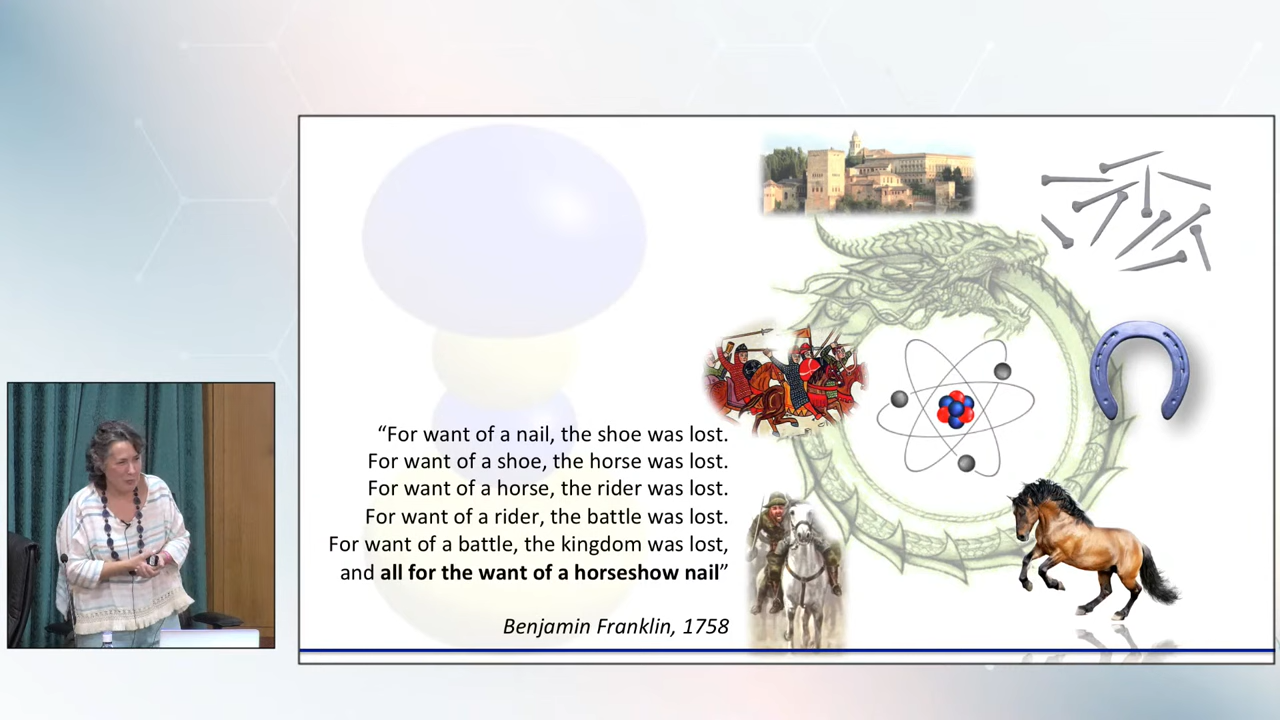 “For want of a nail, the shoe was lost.
For want of a shoe, the horse was lost.
For want of a horse, the rider was lost.
For want of a rider, the battle was lost.
For want of a battle, the kingdom was lost,
and all for the want of a horseshow nail”
Benjamin Franklin, 1758